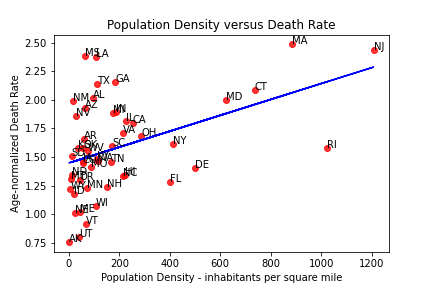 Population Density versus Death Rate
Age-normalized Death Rate
2.50
2.25
2.00
1.75
1.50
1.25
1.00
0.75
MA
NJ
MS
LA
GA
TX
CT
NM
AL
MD
AZ
NV
IL
CA
VA
OH
AR
NY
SC
RI
TN
DE
FL
MN
NH
WI
VT
UT
AK
0
200
400
600
800
1000
1200
Population Density - inhabitants per square mile